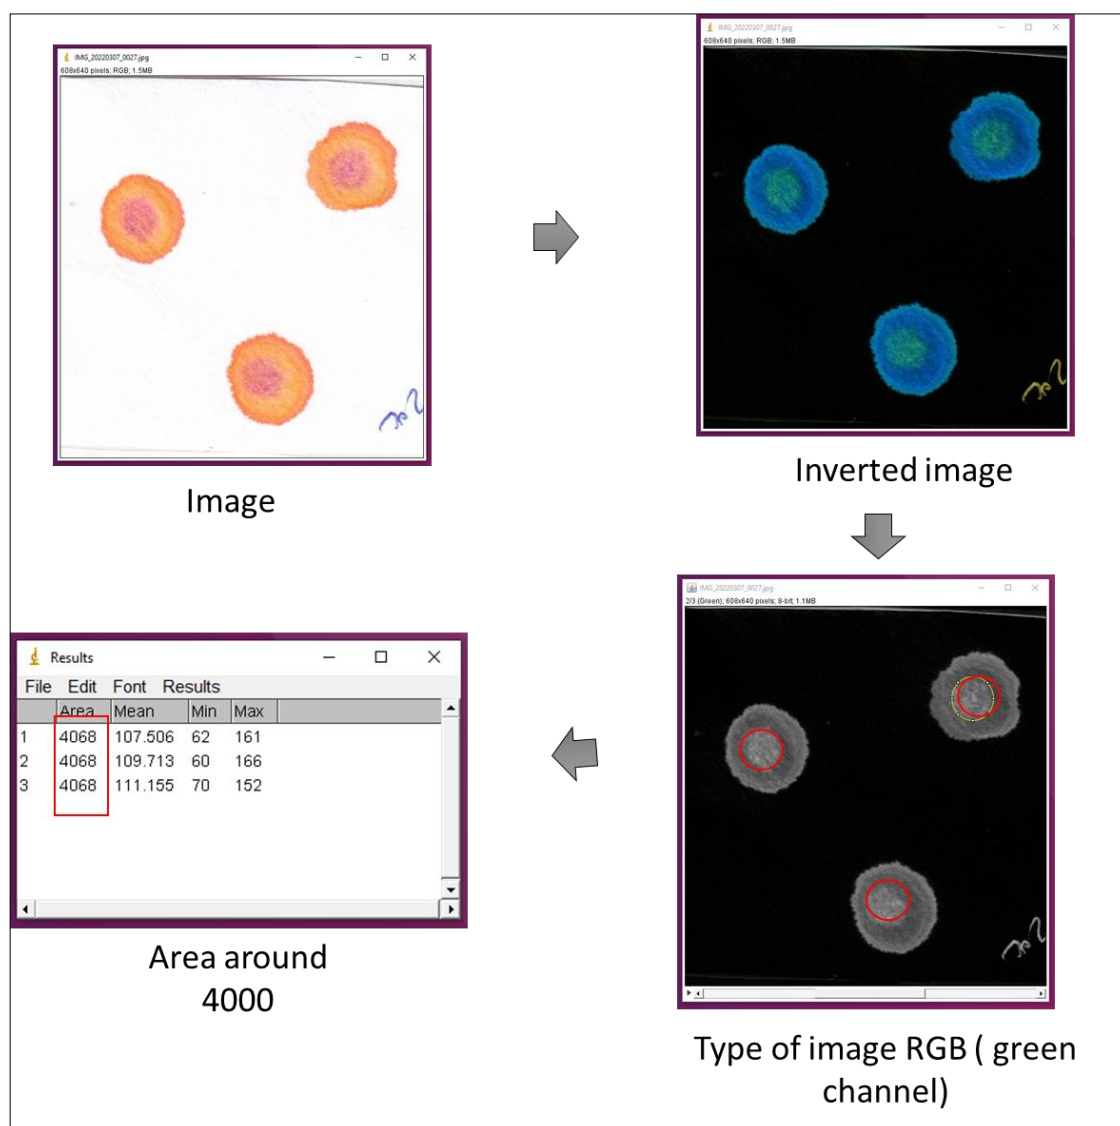 IMG_20220307_0027.jpg
608x640 pixels; RGB; 1.5MB
Image
IMG_20220307_0027.jpg
608x640 pixels; RGB; 1.5MB
Inverted image
IMG_20220307_0027.jpg
2/3 (Green); 608x640 pixels; 8-bit; 1.1MB
Type of image RGB ( green
channel)
Results
File Edit Font Results
Area Mean Min Max
1 4068 107.506 62 161
2 4068 109.713 60 166
3 4068 111.155 70 152
Area around
4000